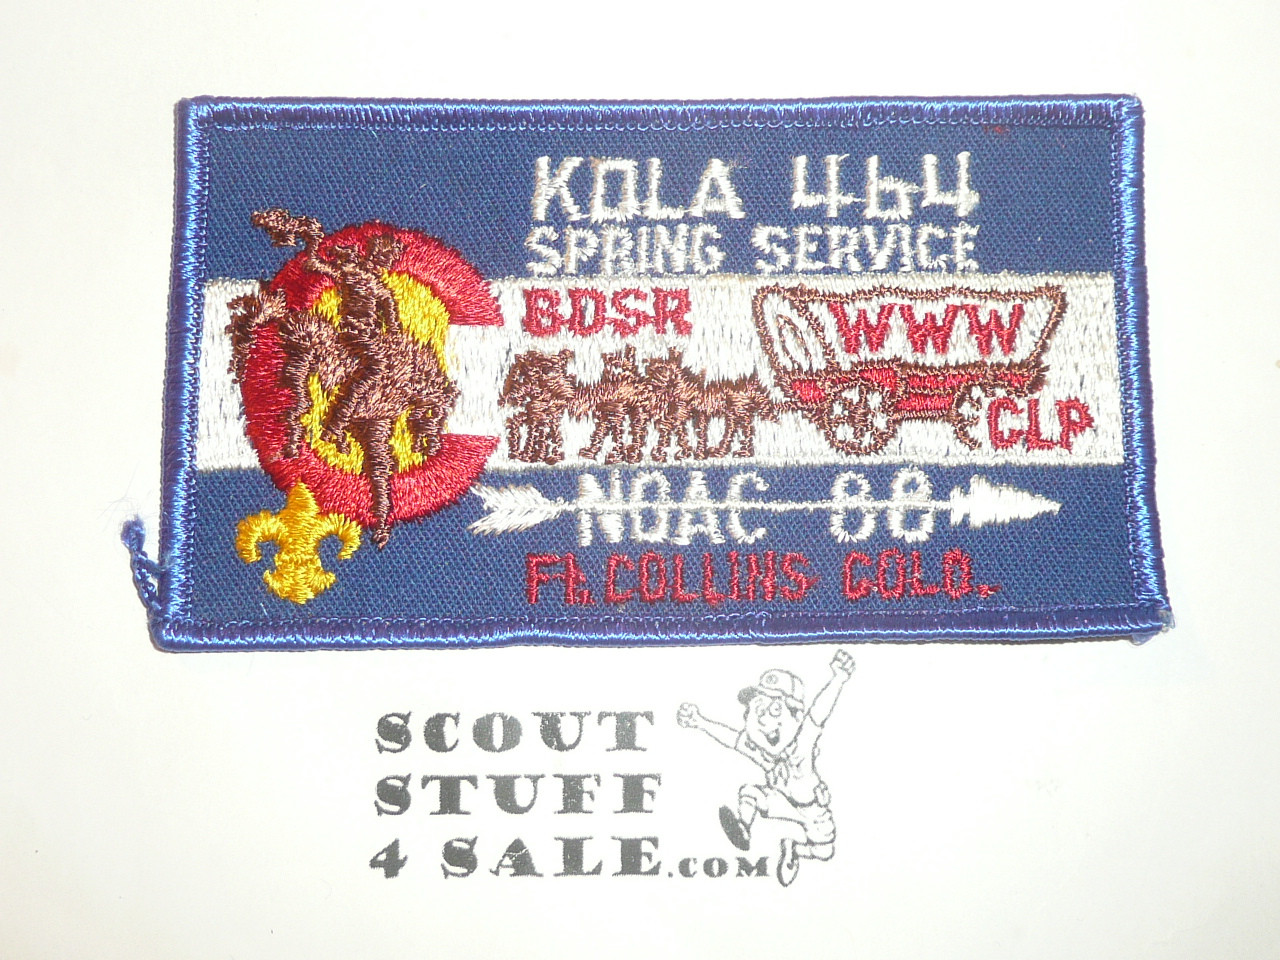 KOLA 464
SPRING SERVICE
BDSR
WWW
CLP
NOAC 88
Ft. COLLINS COLO.
SCOUT
STUFF
4 SALE.COM